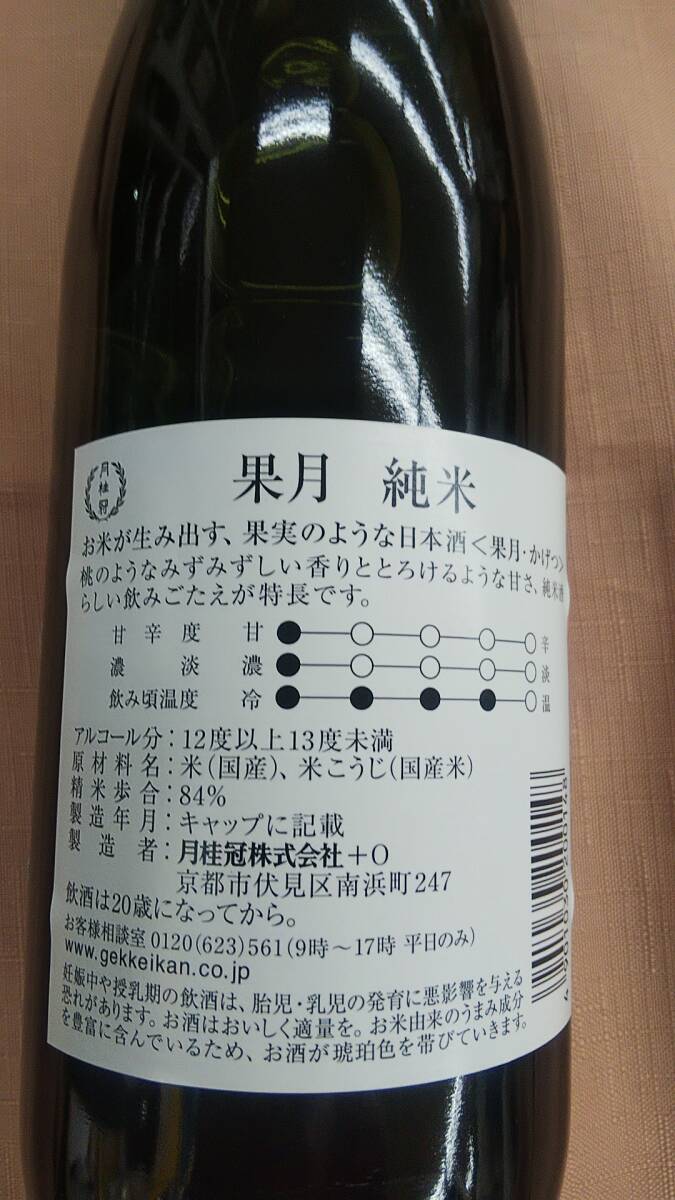 月桂冠
果月 純米
お米が生み出す、果実のような日本酒<果月・かげつ>
桃のようなみずみずしい香りととろけるような甘さ、純米酒
らしい飲みごたえが特長です。
甘辛度 甘 辛
濃淡 濃 淡
飲み頃温度 冷 温
アルコール分：12度以上13度未満
原材料名：米(国産)、米こうじ(国産米)
精米歩合：84%
製造年月：キャップに記載
製造者：月桂冠株式会社+O
京都市伏見区南浜町247
飲酒は20歳になってから。
お客様相談室 0120(623)561(9時～17時 平日のみ)
www.gekkeikan.co.jp
妊娠中や授乳期の飲酒は、胎児・乳児の発育に悪影響を与える
恐れがあります。お酒はおいしく適量を。お米由来のうまみ成分
を豊富に含んでいるため、お酒が琥珀色を帯びていきます。
4901030200148